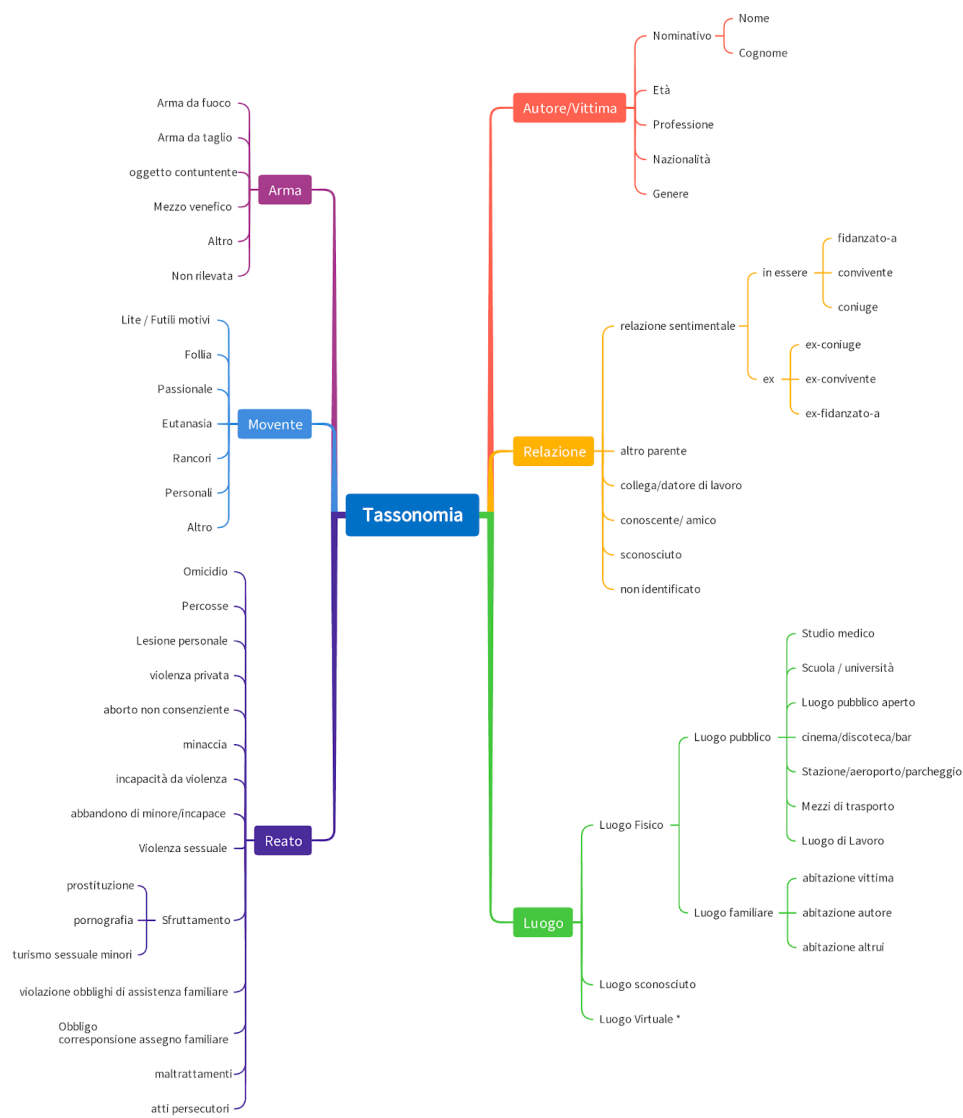 Tassonomia
Autore/Vittima
Nominativo
Nome
Cognome
Età
Professione
Nazionalità
Genere
Relazione
relazione sentimentale
in essere
fidanzato-a
convivente
coniuge
ex
ex-coniuge
ex-convivente
ex-fidanzato-a
altro parente
collega/datore di lavoro
conoscente/ amico
sconosciuto
non identificato
Luogo
Luogo Fisico
Luogo pubblico
Studio medico
Scuola / università
Luogo pubblico aperto
cinema/discoteca/bar
Stazione/aeroporto/parcheggio
Mezzi di trasporto
Luogo di Lavoro
Luogo familiare
abitazione vittima
abitazione autore
abitazione altrui
Luogo sconosciuto
Luogo Virtuale *
Arma
Arma da fuoco
Arma da taglio
oggetto contuntente
Mezzo venefico
Altro
Non rilevata
Movente
Lite / Futili motivi
Follia
Passionale
Eutanasia
Rancori
Personali
Altro
Reato
Omicidio
Percosse
Lesione personale
violenza privata
aborto non consenziente
minaccia
incapacità da violenza
abbandono di minore/incapace
Violenza sessuale
Sfruttamento
prostituzione
pornografia
turismo sessuale minori
violazione obblighi di assistenza familiare
Obbligo
corresponsione assegno familiare
maltrattamenti
atti persecutori